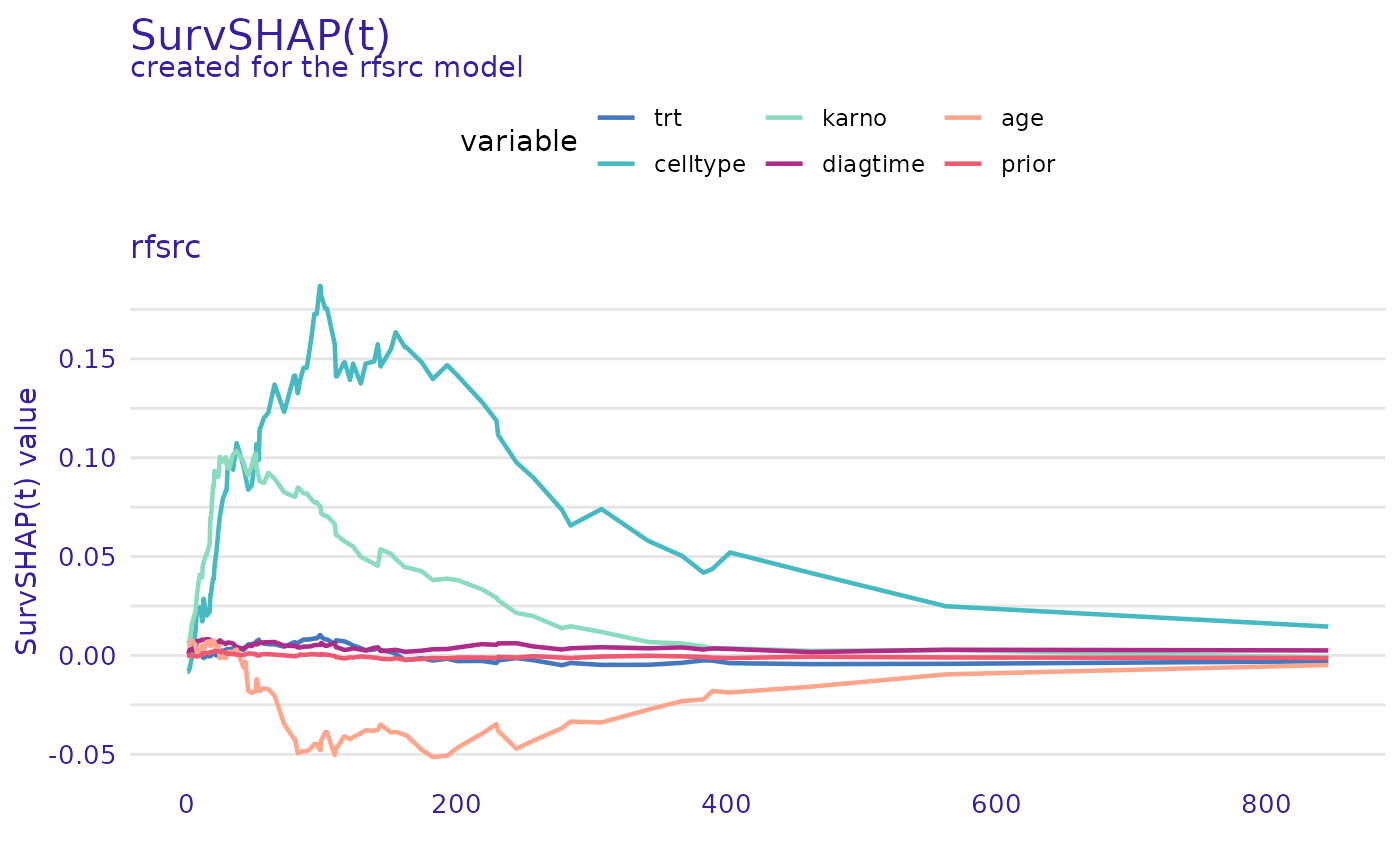 SurvSHAP(t)
created for the rfsrc model
variable
trt
karno
age
celltype
diagtime
prior
rfsrc
SurvSHAP(t) value
0.15
0.10
0.05
0.00
-0.05
0 200 400 600 800